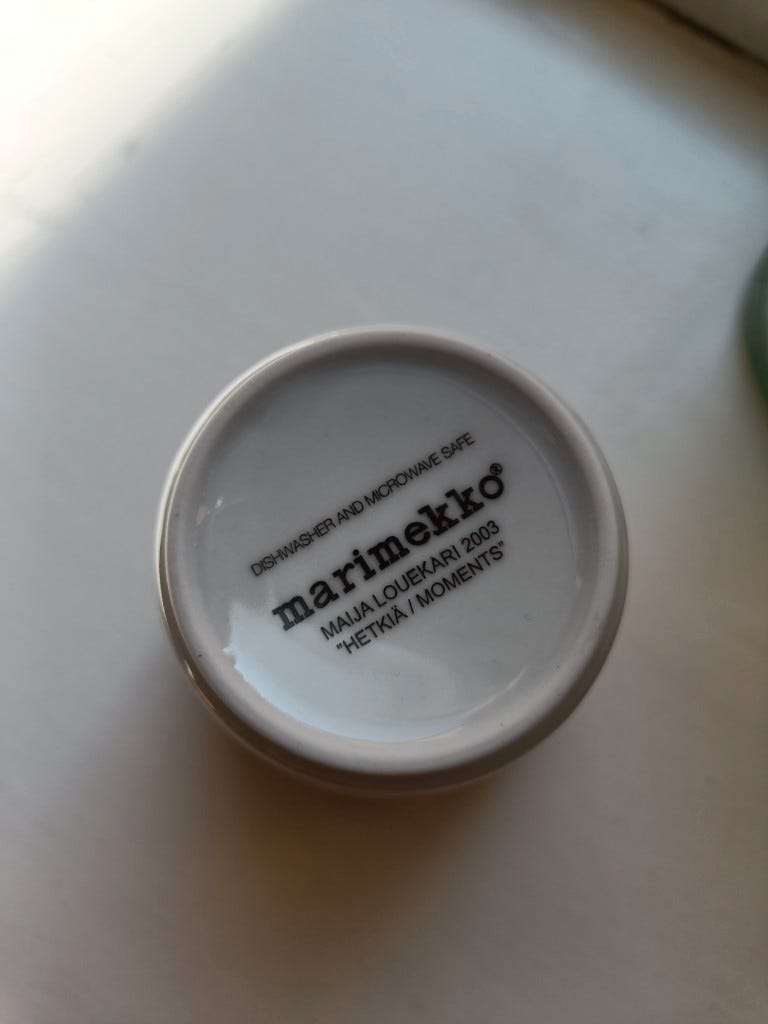 DISHWASHER AND MICROWAVE SAFE
marimekko®
MAIJA LOUEKARI 2003
"HETKIÄ / MOMENTS"